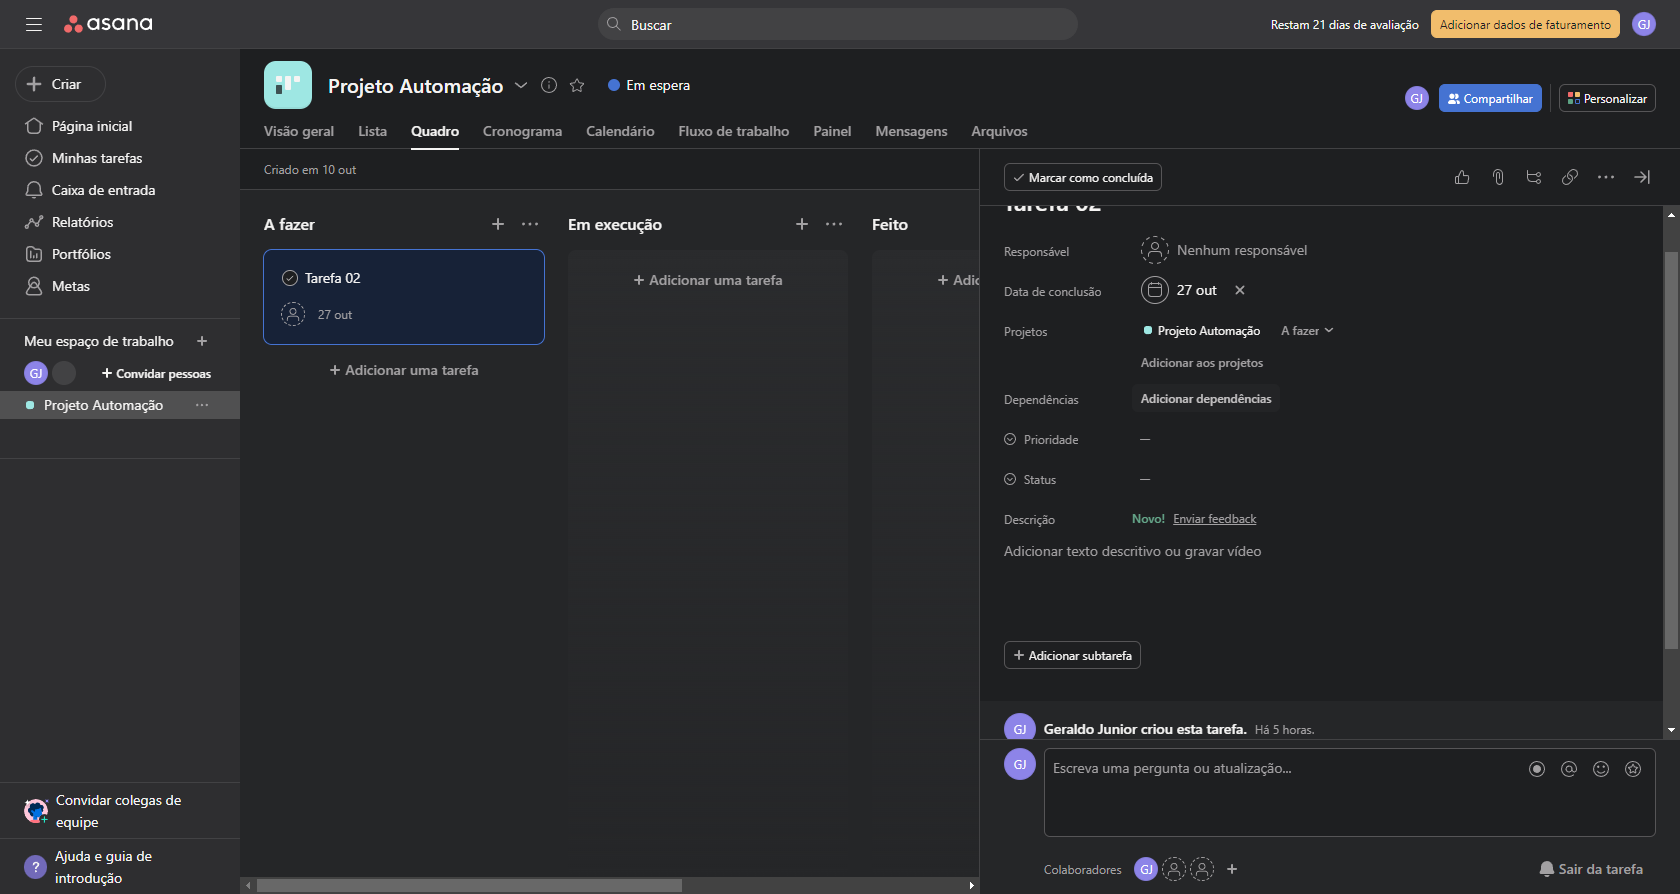 asana
Buscar
Restam 21 dias de avaliação
Adicionar dados de faturamento
GJ
Criar
Página inicial
Minhas tarefas
Caixa de entrada
Relatórios
Portfólios
Metas
Meu espaço de trabalho
GJ
Convidar pessoas
Projeto Automação
Convidar colegas de
equipe
?
Ajuda e guia de
introdução
Projeto Automação
Em espera
GJ
Compartilhar
Personalizar
Visão geral
Lista
Quadro
Cronograma
Calendário
Fluxo de trabalho
Painel
Mensagens
Arquivos
Criado em 10 out
A fazer
Tarefa 02
27 out
+ Adicionar uma tarefa
Em execução
+ Adicionar uma tarefa
Feito
+ Adic
Marcar como concluída
Tarefa 02
Responsável
Nenhum responsável
Data de conclusão
27 out
Projetos
Projeto Automação
A fazer
Adicionar aos projetos
Dependências
Adicionar dependências
Prioridade
—
Status
—
Descrição
Novo! Enviar feedback
Adicionar texto descritivo ou gravar vídeo
+ Adicionar subtarefa
GJ
Geraldo Junior criou esta tarefa. Há 5 horas.
GJ
Escreva uma pergunta ou atualização...
Colaboradores
GJ
Sair da tarefa